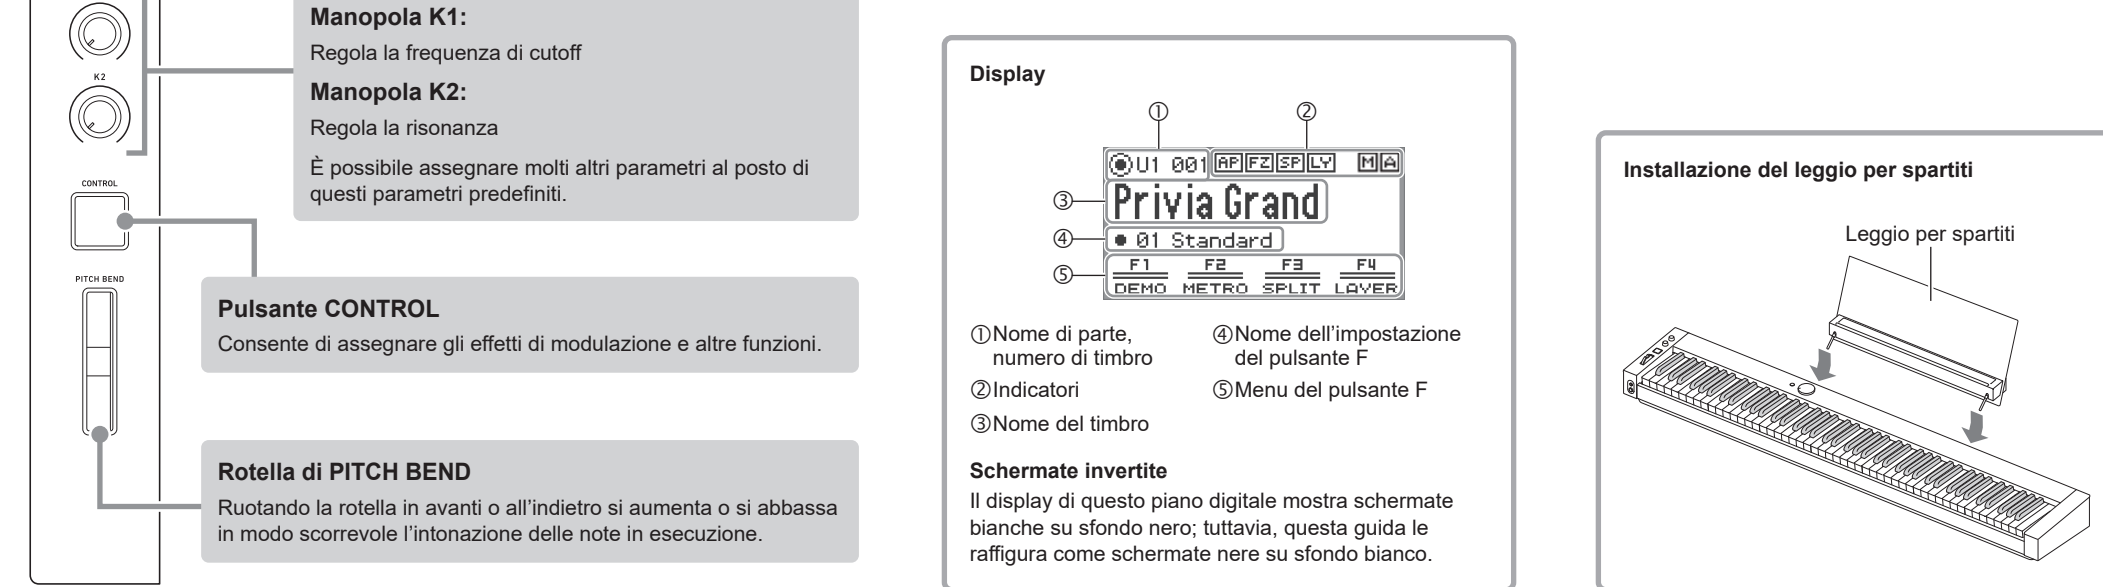 K2
CONTROL
PITCH BEND
Manopola K1:
Regola la frequenza di cutoff
Manopola K2:
Regola la risonanza
È possibile assegnare molti altri parametri al posto di
questi parametri predefiniti.
Pulsante CONTROL
Consente di assegnare gli effetti di modulazione e altre funzioni.
Rotella di PITCH BEND
Ruotando la rotella in avanti o all’indietro si aumenta o si abbassa
in modo scorrevole l’intonazione delle note in esecuzione.
Display
① ②
U1 001 AP FZ SP LY M A
③ Privia Grand
④ 01 Standard
⑤ F1 F2 F3 F4
DEMO METRO SPLIT LAYER
①Nome di parte,
numero di timbro
②Indicatori
③Nome del timbro
④Nome dell’impostazione
del pulsante F
⑤Menu del pulsante F
Schermate invertite
Il display di questo piano digitale mostra schermate
bianche su sfondo nero; tuttavia, questa guida le
raffigura come schermate nere su sfondo bianco.
Installazione del leggio per spartiti
Leggio per spartiti